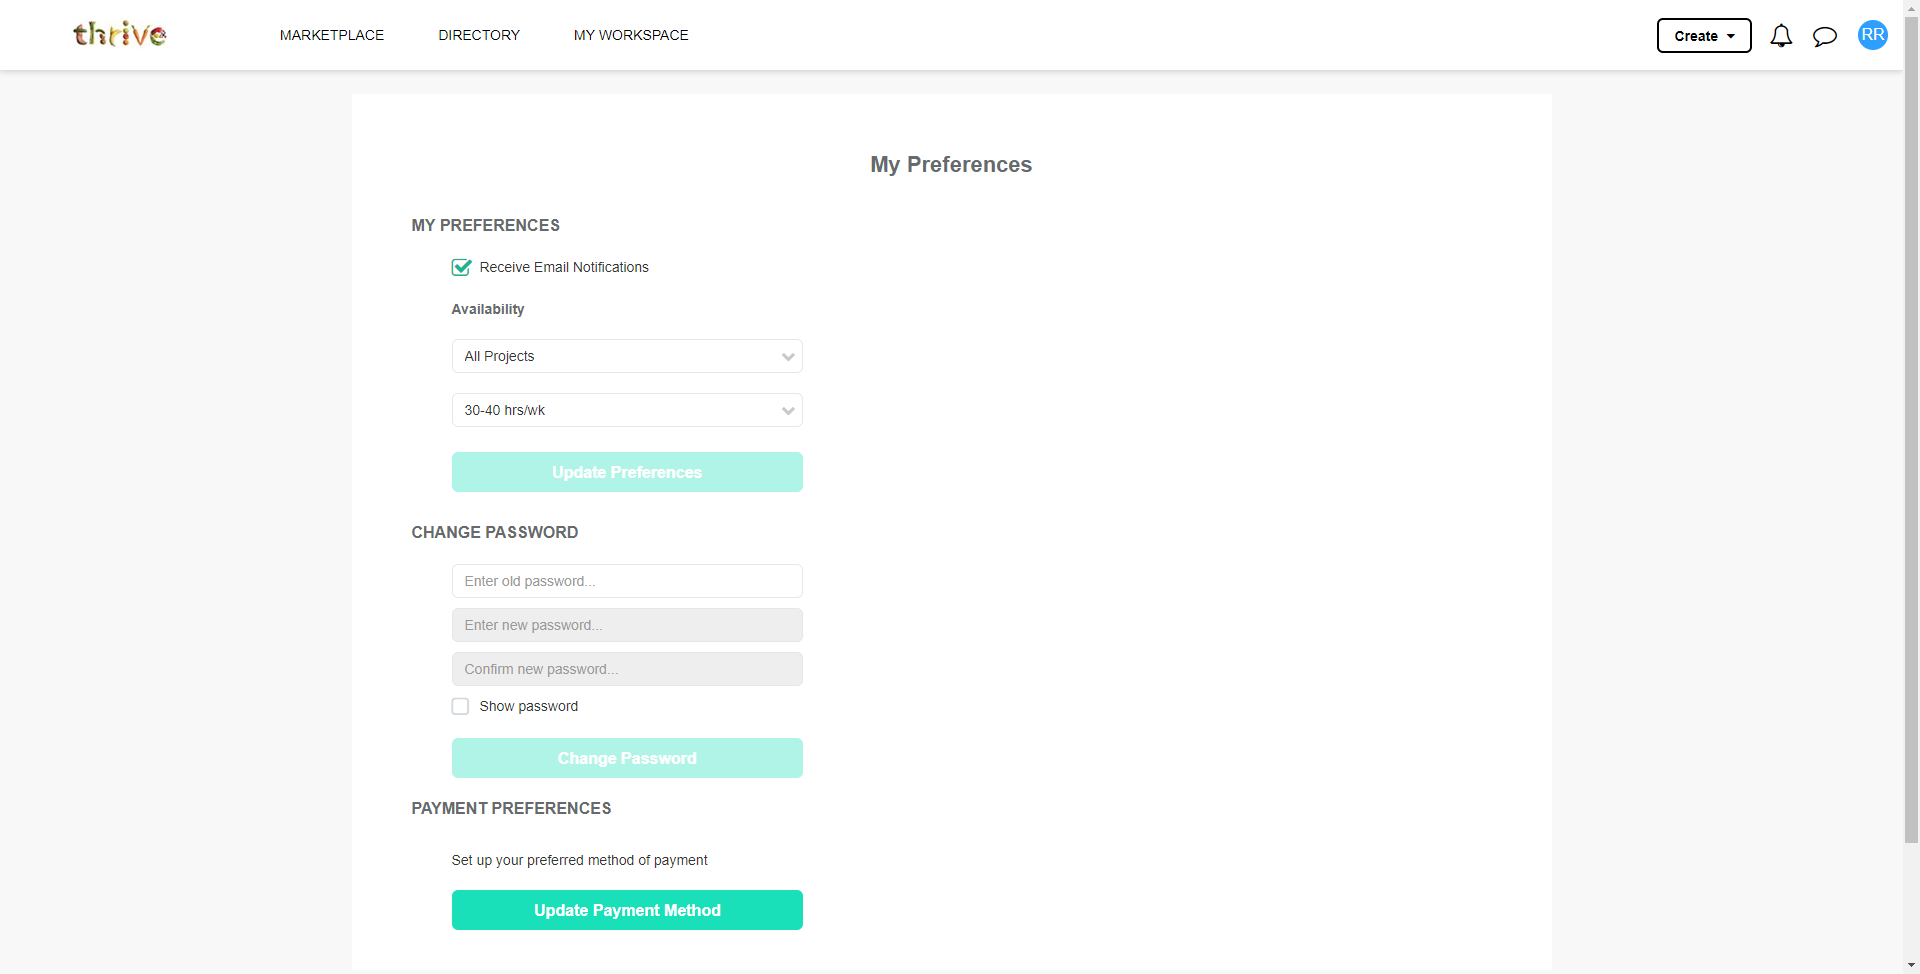 thrive
MARKETPLACE
DIRECTORY
MY WORKSPACE
Create
RR
My Preferences
MY PREFERENCES
Receive Email Notifications
Availability
All Projects
30-40 hrs/wk
Update Preferences
CHANGE PASSWORD
Enter old password...
Enter new password...
Confirm new password...
Show password
Change Password
PAYMENT PREFERENCES
Set up your preferred method of payment
Update Payment Method